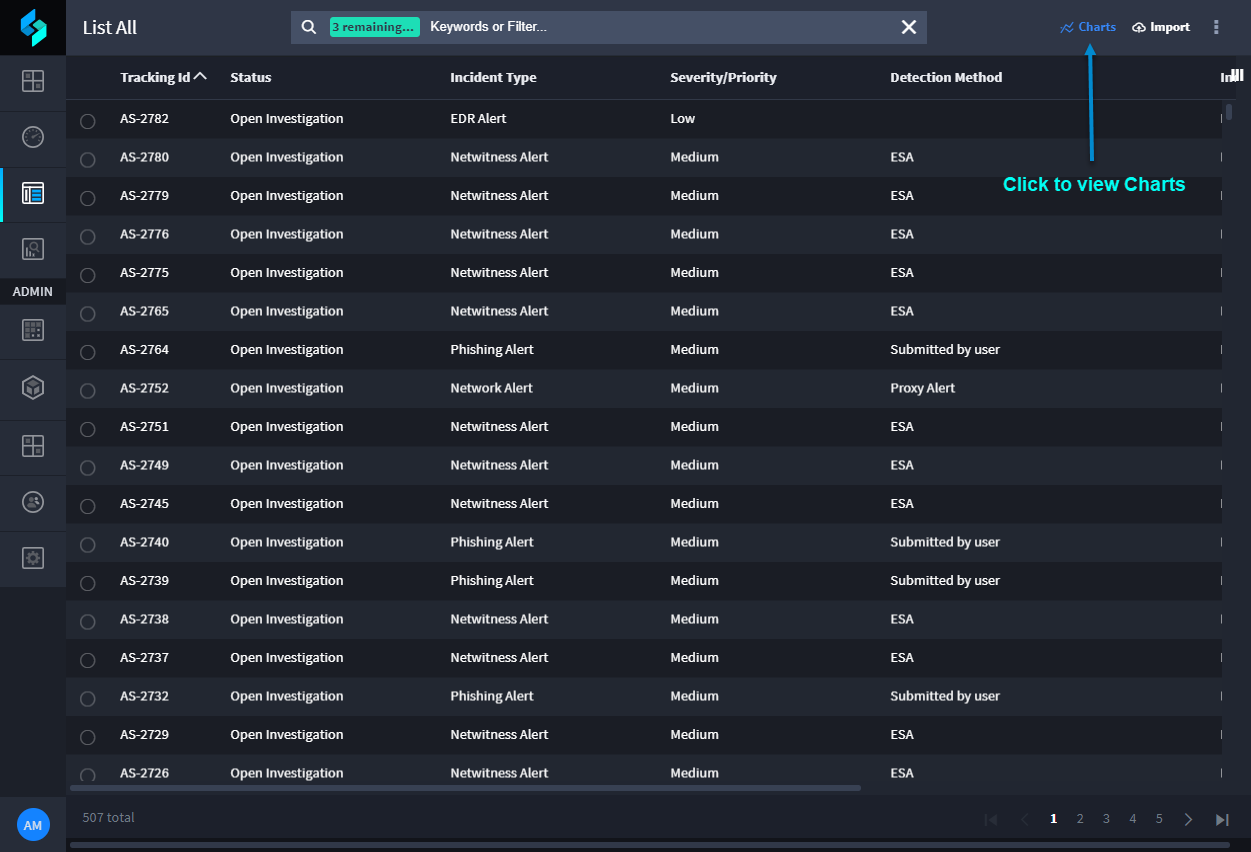 List All
3 remaining... Keywords or Filter...
Charts Import
Tracking Id Status Incident Type Severity/Priority Detection Method
AS-2782 Open Investigation EDR Alert Low
AS-2780 Open Investigation Netwitness Alert Medium ESA
Click to view Charts
AS-2779 Open Investigation Netwitness Alert Medium ESA
AS-2776 Open Investigation Netwitness Alert Medium ESA
AS-2775 Open Investigation Netwitness Alert Medium ESA
ADMIN
AS-2765 Open Investigation Netwitness Alert Medium ESA
AS-2764 Open Investigation Phishing Alert Medium Submitted by user
AS-2752 Open Investigation Network Alert Medium Proxy Alert
AS-2751 Open Investigation Netwitness Alert Medium ESA
AS-2749 Open Investigation Netwitness Alert Medium ESA
AS-2745 Open Investigation Netwitness Alert Medium ESA
AS-2740 Open Investigation Phishing Alert Medium Submitted by user
AS-2739 Open Investigation Phishing Alert Medium Submitted by user
AS-2738 Open Investigation Netwitness Alert Medium ESA
AS-2737 Open Investigation Netwitness Alert Medium ESA
AS-2732 Open Investigation Phishing Alert Medium Submitted by user
AS-2729 Open Investigation Netwitness Alert Medium ESA
AS-2726 Open Investigation Netwitness Alert Medium ESA
AM
507 total
1 2 3 4 5